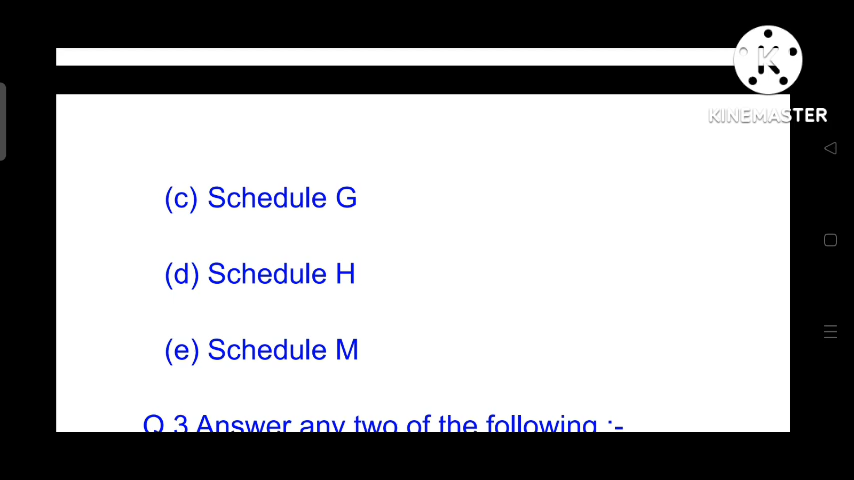 KINEMASTER
(c) Schedule G
(d) Schedule H
(e) Schedule M
Q 3 Answer any two of the following :-